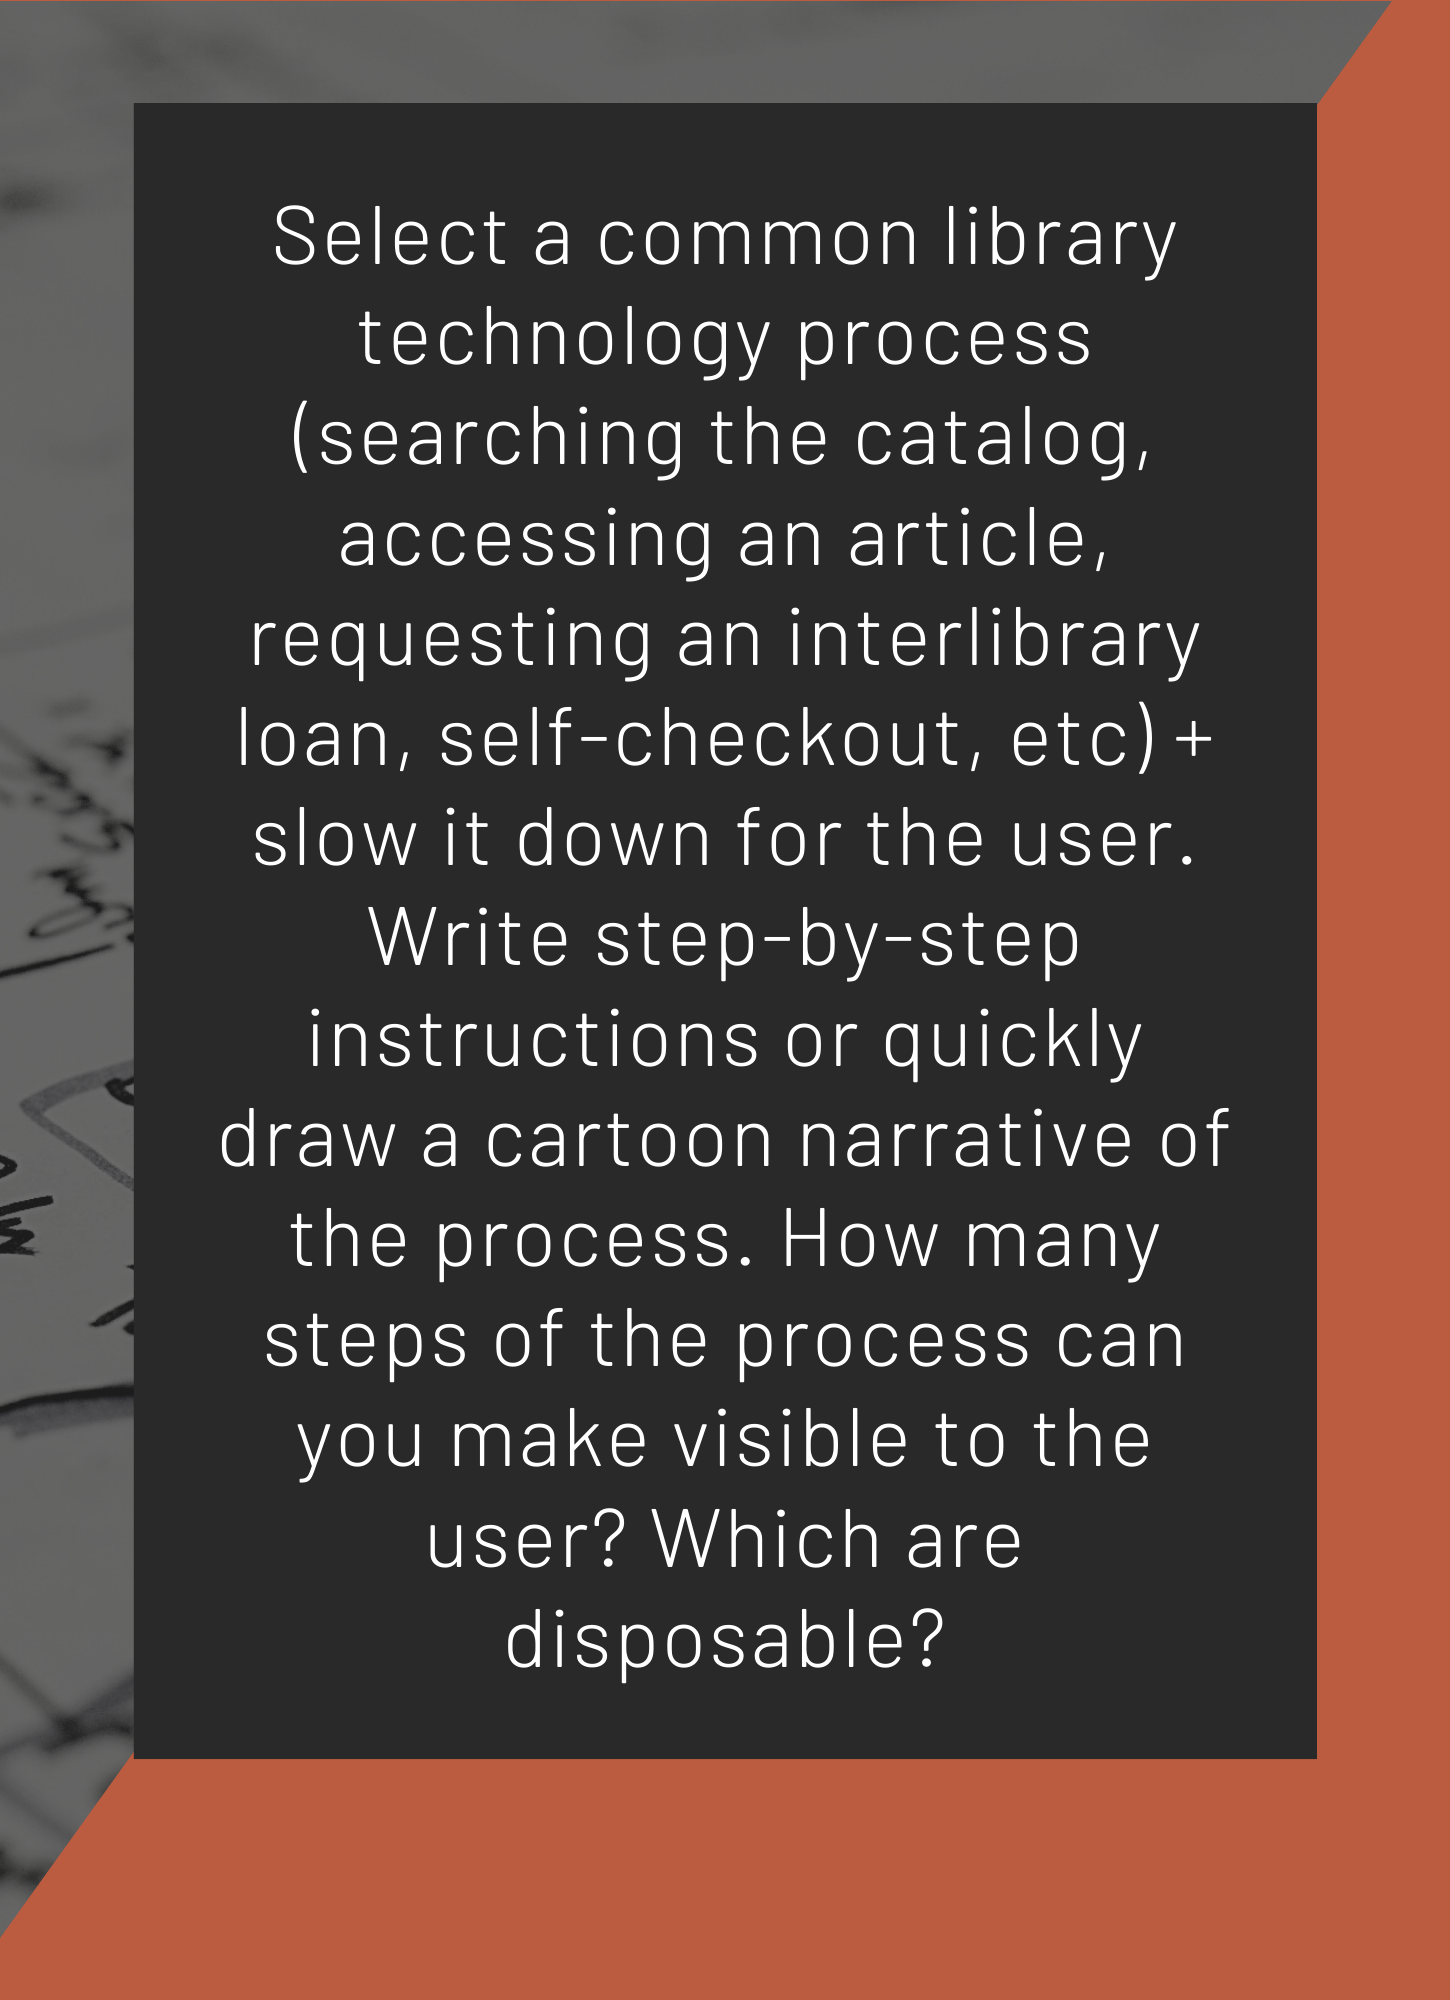 Select a common library
technology process
(searching the catalog,
accessing an article,
requesting an interlibrary
loan, self-checkout, etc) +
slow it down for the user.
Write step-by-step
instructions or quickly
draw a cartoon narrative of
the process. How many
steps of the process can
you make visible to the
user? Which are
disposable?